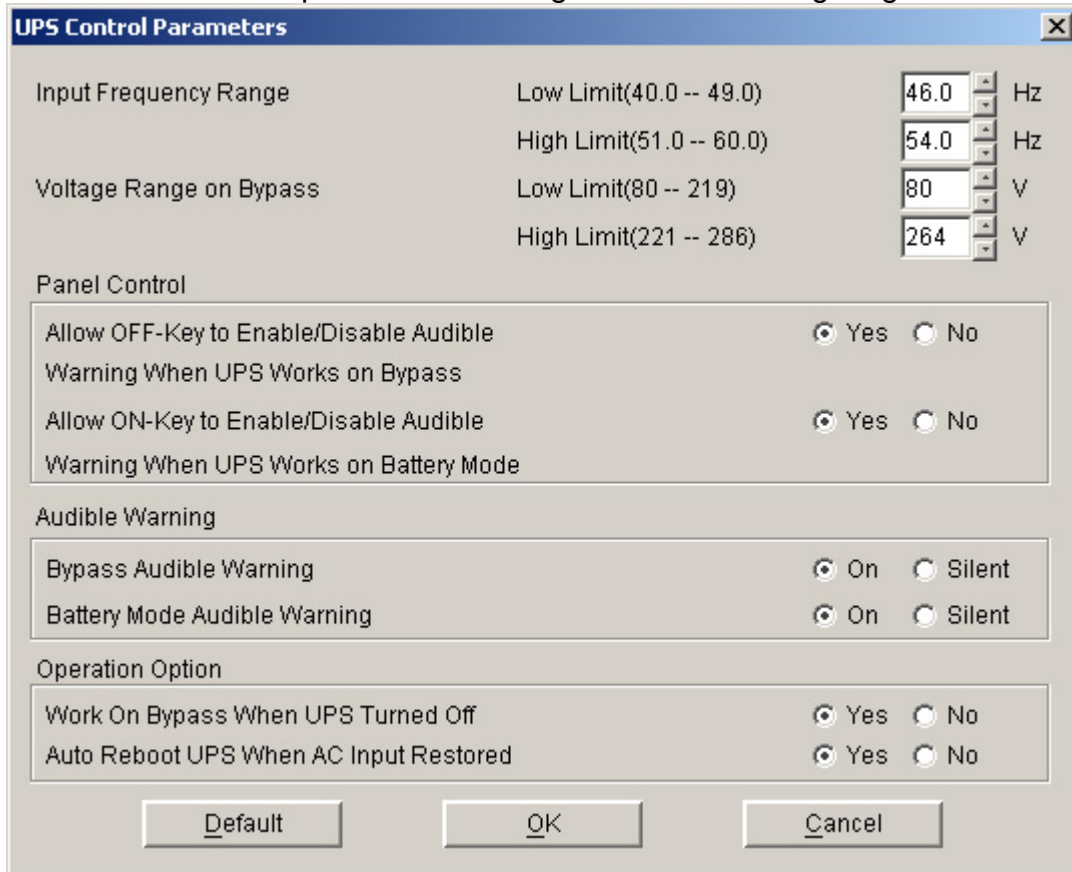 UPS Control Parameters
Input Frequency Range Low Limit(40.0 -- 49.0) 46.0 Hz
High Limit(51.0 -- 60.0) 54.0 Hz
Voltage Range on Bypass Low Limit(80 -- 219) 80 V
High Limit(221 -- 286) 264 V
Panel Control
Allow OFF-Key to Enable/Disable Audible Yes No
Warning When UPS Works on Bypass
Allow ON-Key to Enable/Disable Audible Yes No
Warning When UPS Works on Battery Mode
Audible Warning
Bypass Audible Warning On Silent
Battery Mode Audible Warning On Silent
Operation Option
Work On Bypass When UPS Turned Off Yes No
Auto Reboot UPS When AC Input Restored Yes No
Default OK Cancel